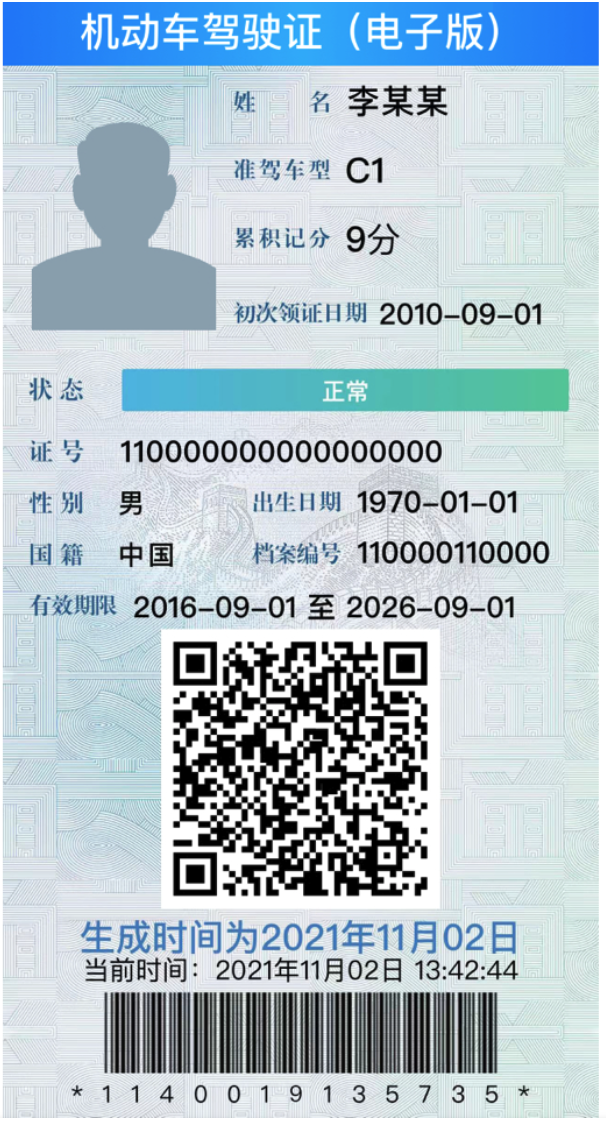 机动车驾驶证（电子版）
姓 名 李某某
准驾车型 C1
累积记分 9分
初次领证日期 2010-09-01
状态 正常
证号 110000000000000000
性别 男 出生日期 1970-01-01
国籍 中国 档案编号 110000110000
有效期限 2016-09-01 至 2026-09-01
生成时间为2021年11月02日
当前时间：2021年11月02日 13:42:44
*1140019135735*